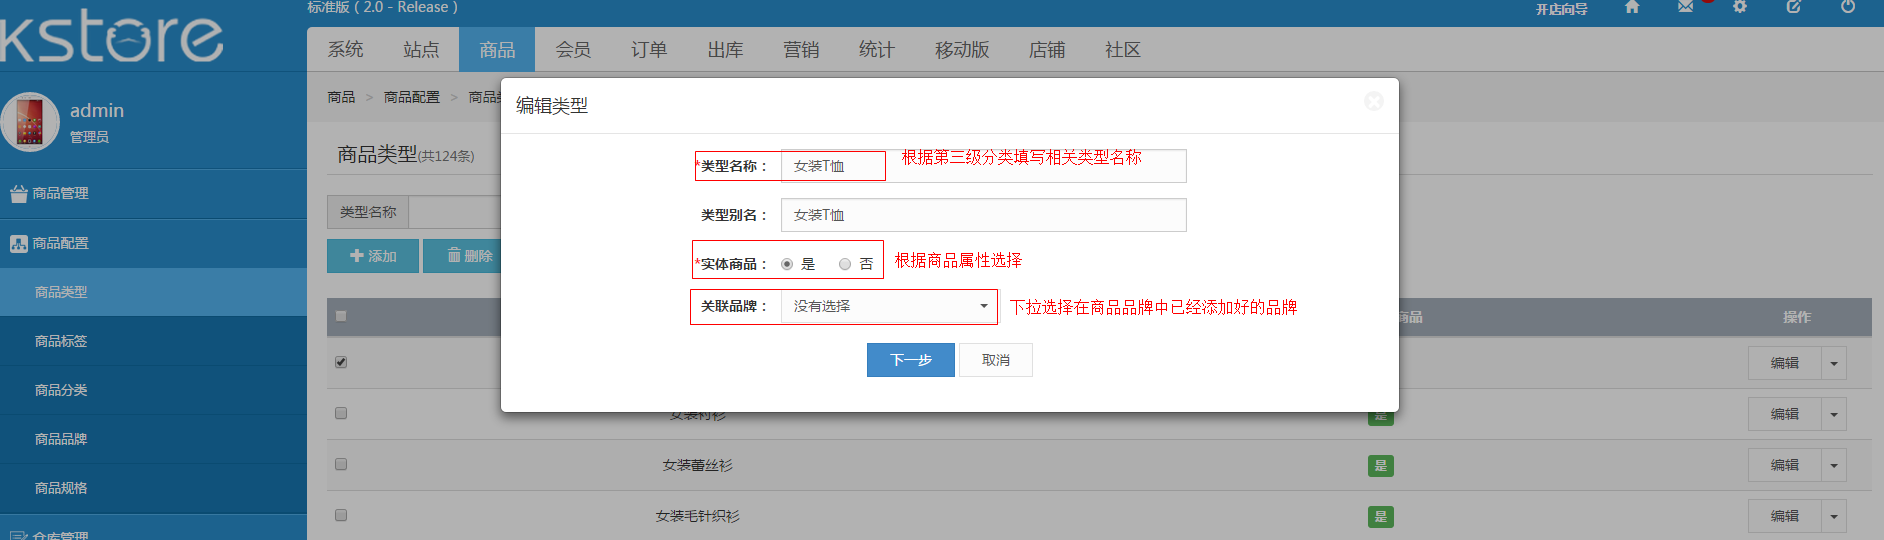 标准版 ( 2.0 - Release )
开店向导
kstore
系统 站点 商品 会员 订单 出库 营销 统计 移动版 店铺 社区
admin
管理员
商品 > 商品配置 > 商品
编辑类型
商品类型(共124条)
*类型名称： 女装T恤 根据第三级分类填写相关类型名称
商品管理
类型名称
类型别名： 女装T恤
商品配置
添加 删除
*实体商品： 是 否 根据商品属性选择
商品类型
关联品牌： 没有选择 下拉选择在商品品牌中已经添加好的品牌
商品 操作
商品标签
下一步 取消
编辑
商品分类
女装衬衫 是 编辑
商品品牌
女装蕾丝衫 是 编辑
商品规格
女装毛针织衫 是 编辑
仓库管理